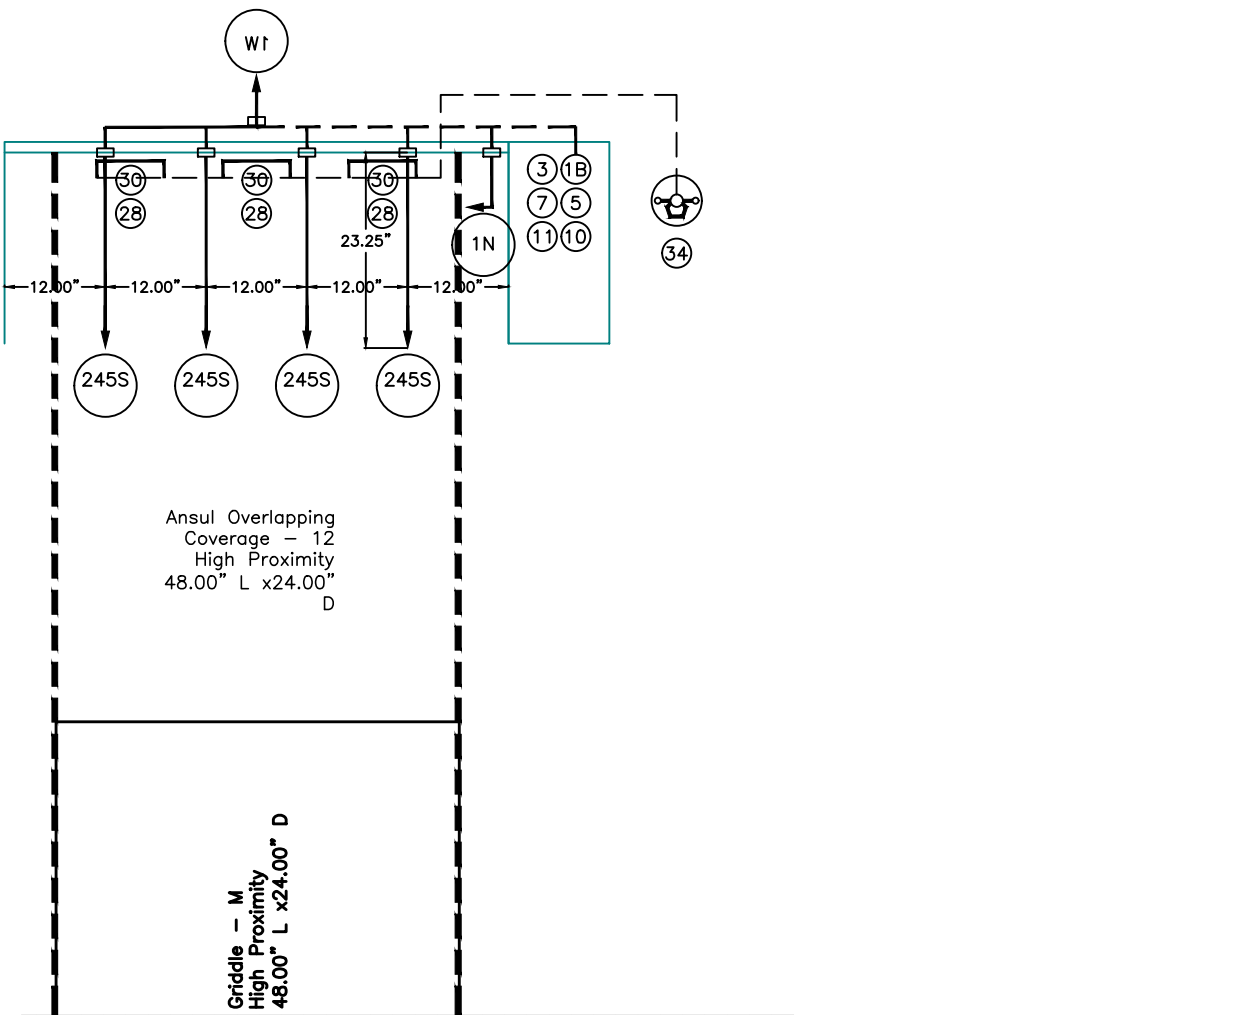 W1
30 30 30 3 1B
28 28 28 7 5
23.25" 1N 11 10
34
12.00" 12.00" 12.00" 12.00" 12.00"
245S 245S 245S 245S
Ansul Overlapping
Coverage – 12
High Proximity
48.00" L x24.00"
D
Griddle – M
High Proximity
48.00" L x24.00" D